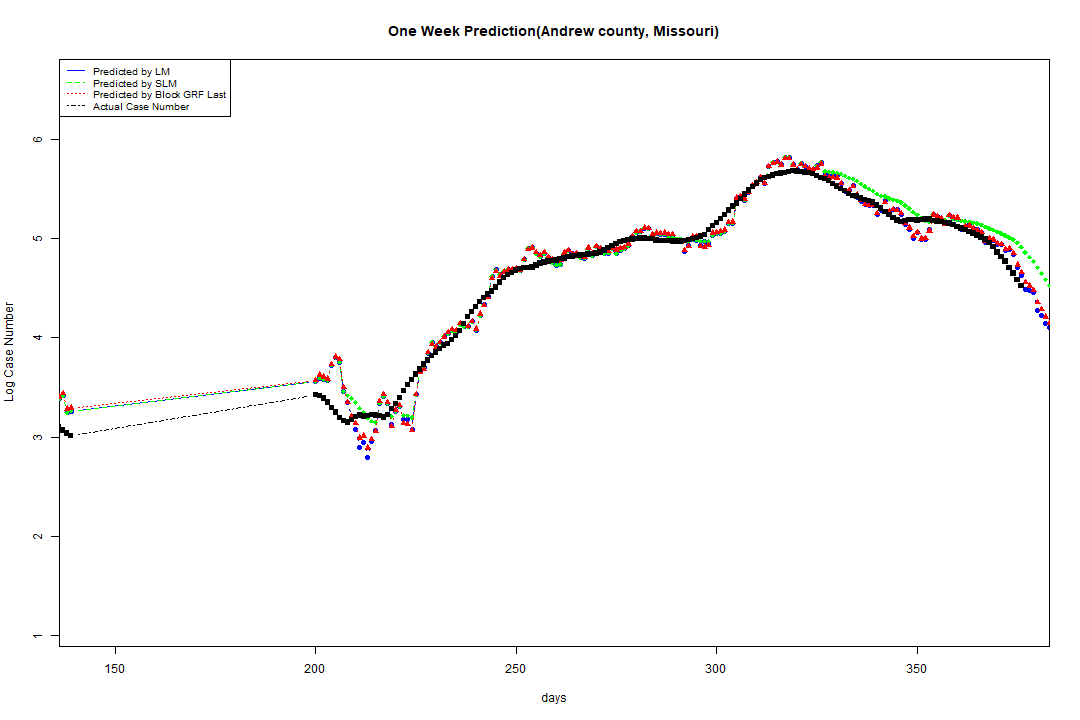 One Week Prediction(Andrew county, Missouri)
Predicted by LM
Predicted by SLM
Predicted by Block GRF Last
Actual Case Number
6
5
4
3
2
1
Log Case Number
150 200 250 300 350
days